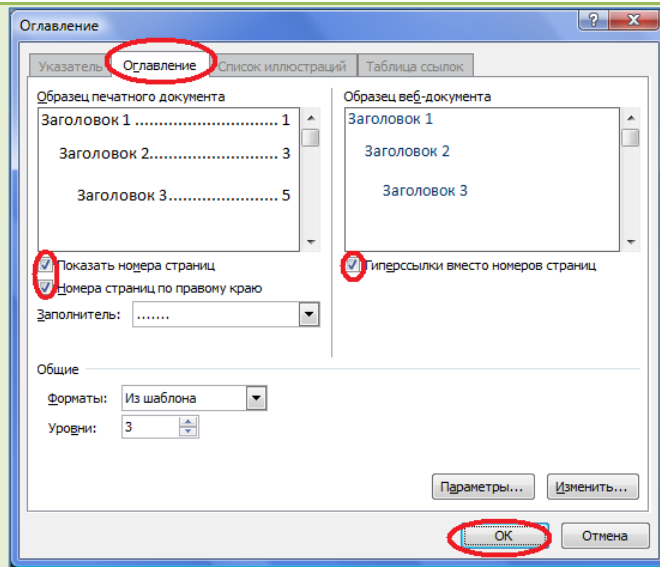 Оглавление
Указатель Оглавление Список иллюстраций Таблица ссылок
Образец печатного документа
Заголовок 1 ............................. 1
Заголовок 2.......................... 3
Заголовок 3...................... 5
Образец веб-документа
Заголовок 1
Заголовок 2
Заголовок 3
Показать номера страниц
Номера страниц по правому краю
Заполнитель: .......
Гиперссылки вместо номеров страниц
Общие
Форматы: Из шаблона
Уровни: 3
Параметры... Изменить...
ОК Отмена